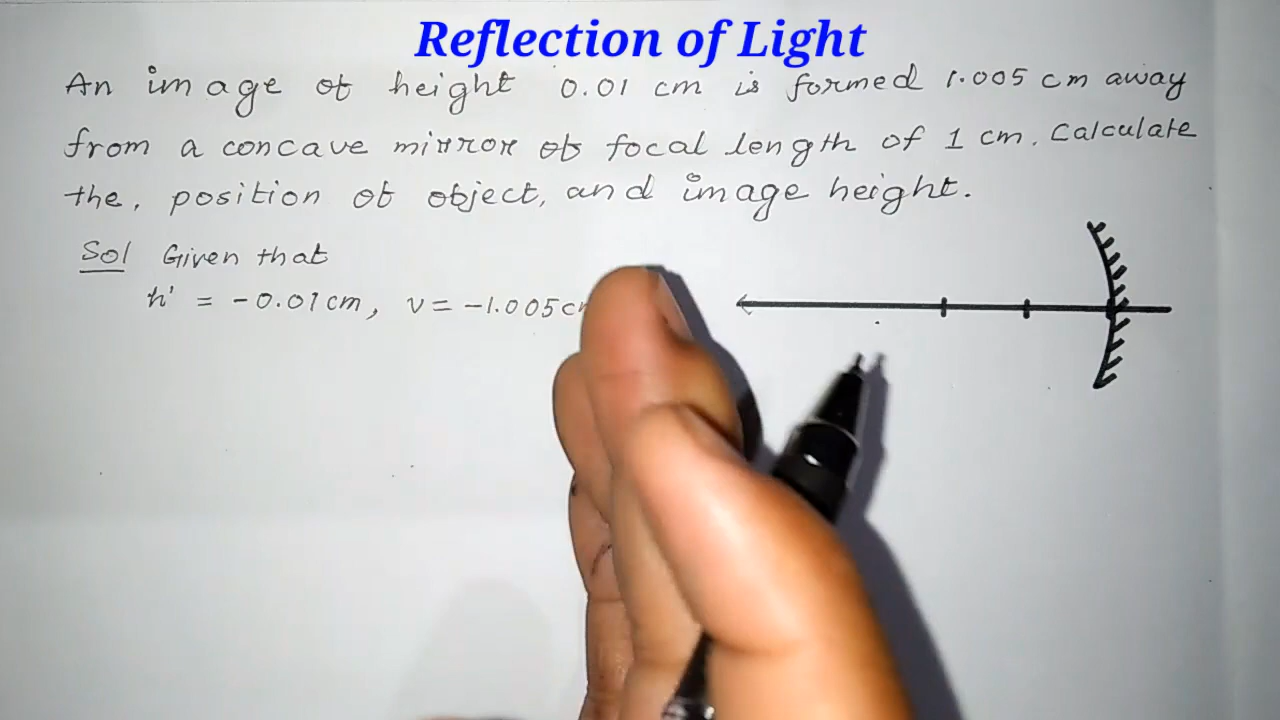 Reflection of Light
An image of height 0.01 cm is formed 1.005 cm away
from a concave mirror of focal length of 1 cm. Calculate
the, position of object, and image height.
Sol Given that
h' = -0.01cm, v = -1.005c